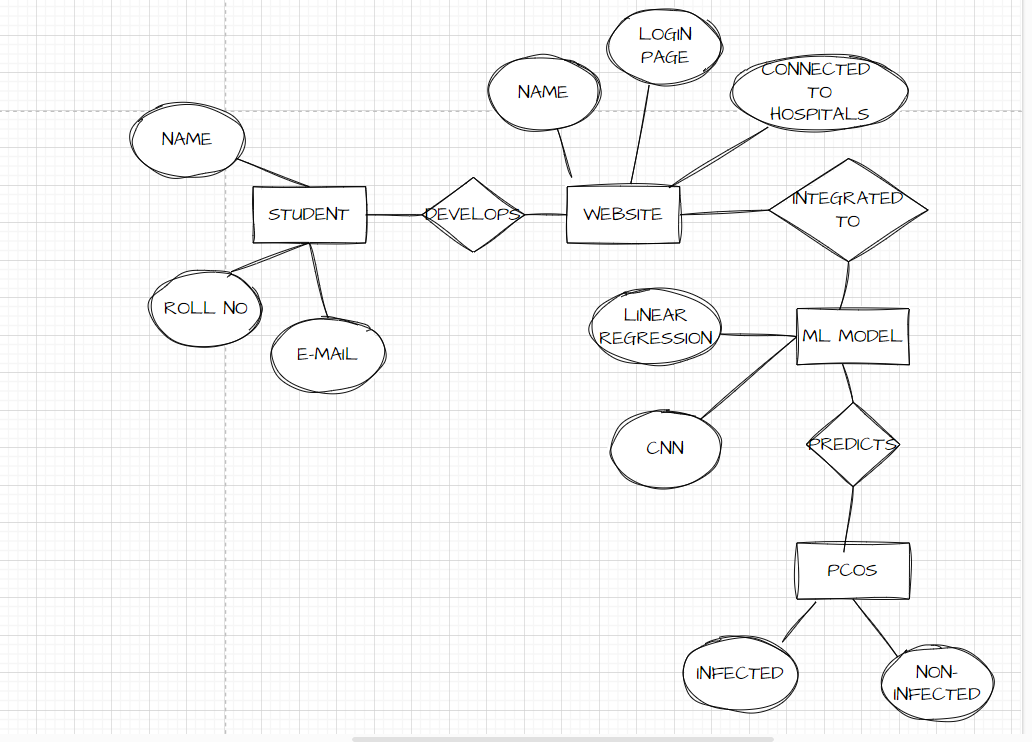 LOGIN
PAGE
CONNECTED
TO
HOSPITALS
NAME
NAME
STUDENT
DEVELOPS
WEBSITE
INTEGRATED
TO
ROLL NO
LINEAR
REGRESSION
ML MODEL
E-MAIL
CNN
PREDICTS
PCOS
INFECTED
NON-
INFECTED